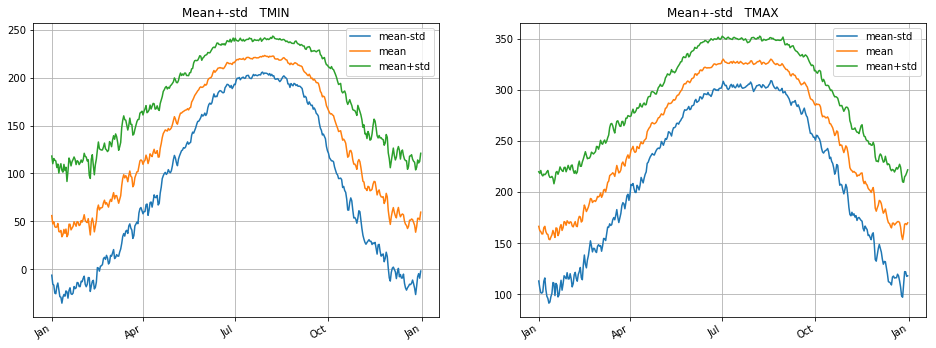 Mean+-std   TMIN
250
200
150
100
50
0
Jan
Apr
Jul
Oct
Jan
mean-std
mean
mean+std
Mean+-std   TMAX
350
300
250
200
150
100
Jan
Apr
Jul
Oct
Jan
mean-std
mean
mean+std